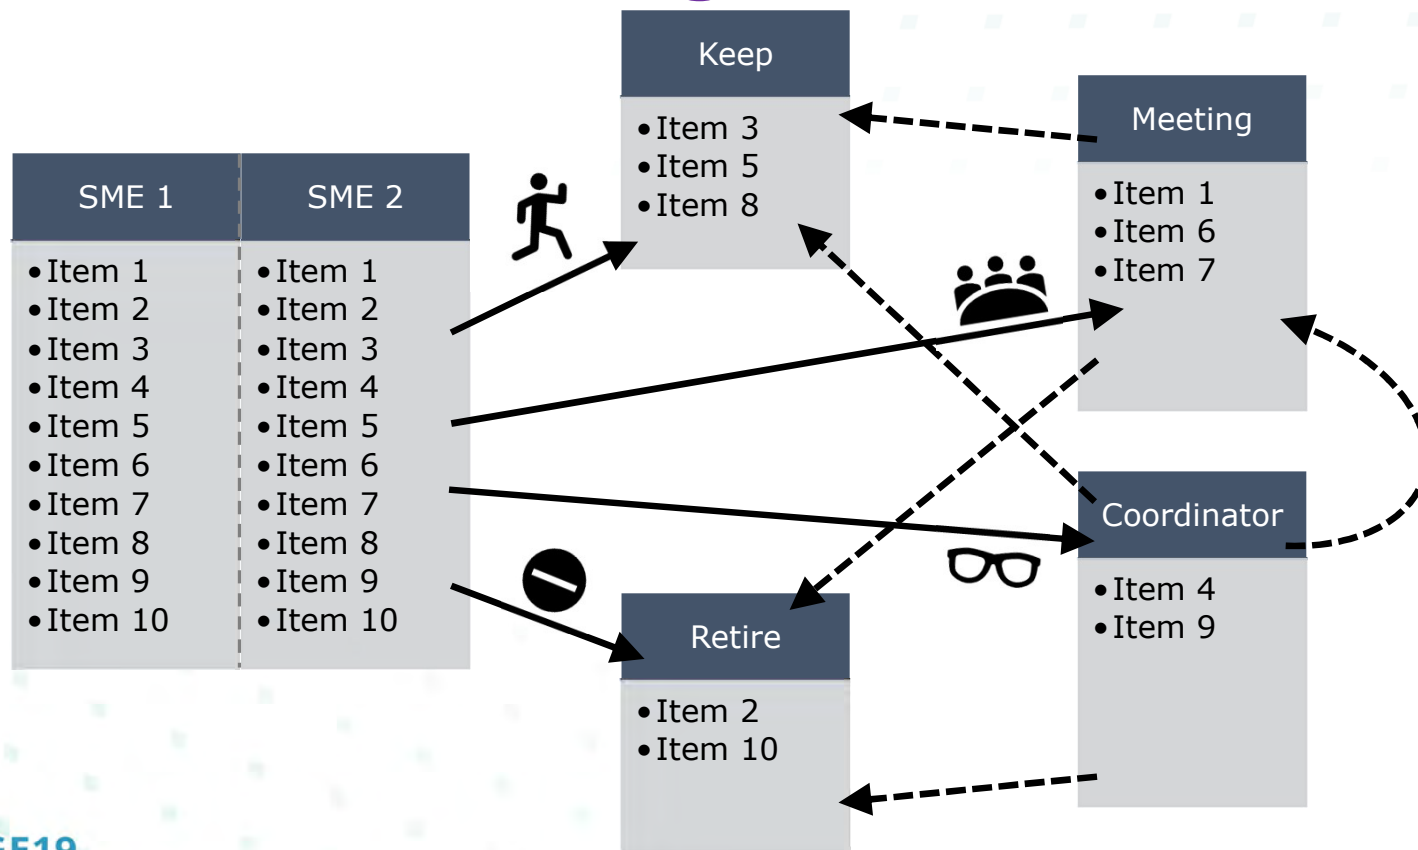 Keep
• Item 3
• Item 5
• Item 8
Meeting
• Item 1
• Item 6
• Item 7
SME 1
• Item 1
• Item 2
• Item 3
• Item 4
• Item 5
• Item 6
• Item 7
• Item 8
• Item 9
• Item 10
SME 2
• Item 1
• Item 2
• Item 3
• Item 4
• Item 5
• Item 6
• Item 7
• Item 8
• Item 9
• Item 10
Coordinator
• Item 4
• Item 9
Retire
• Item 2
• Item 10